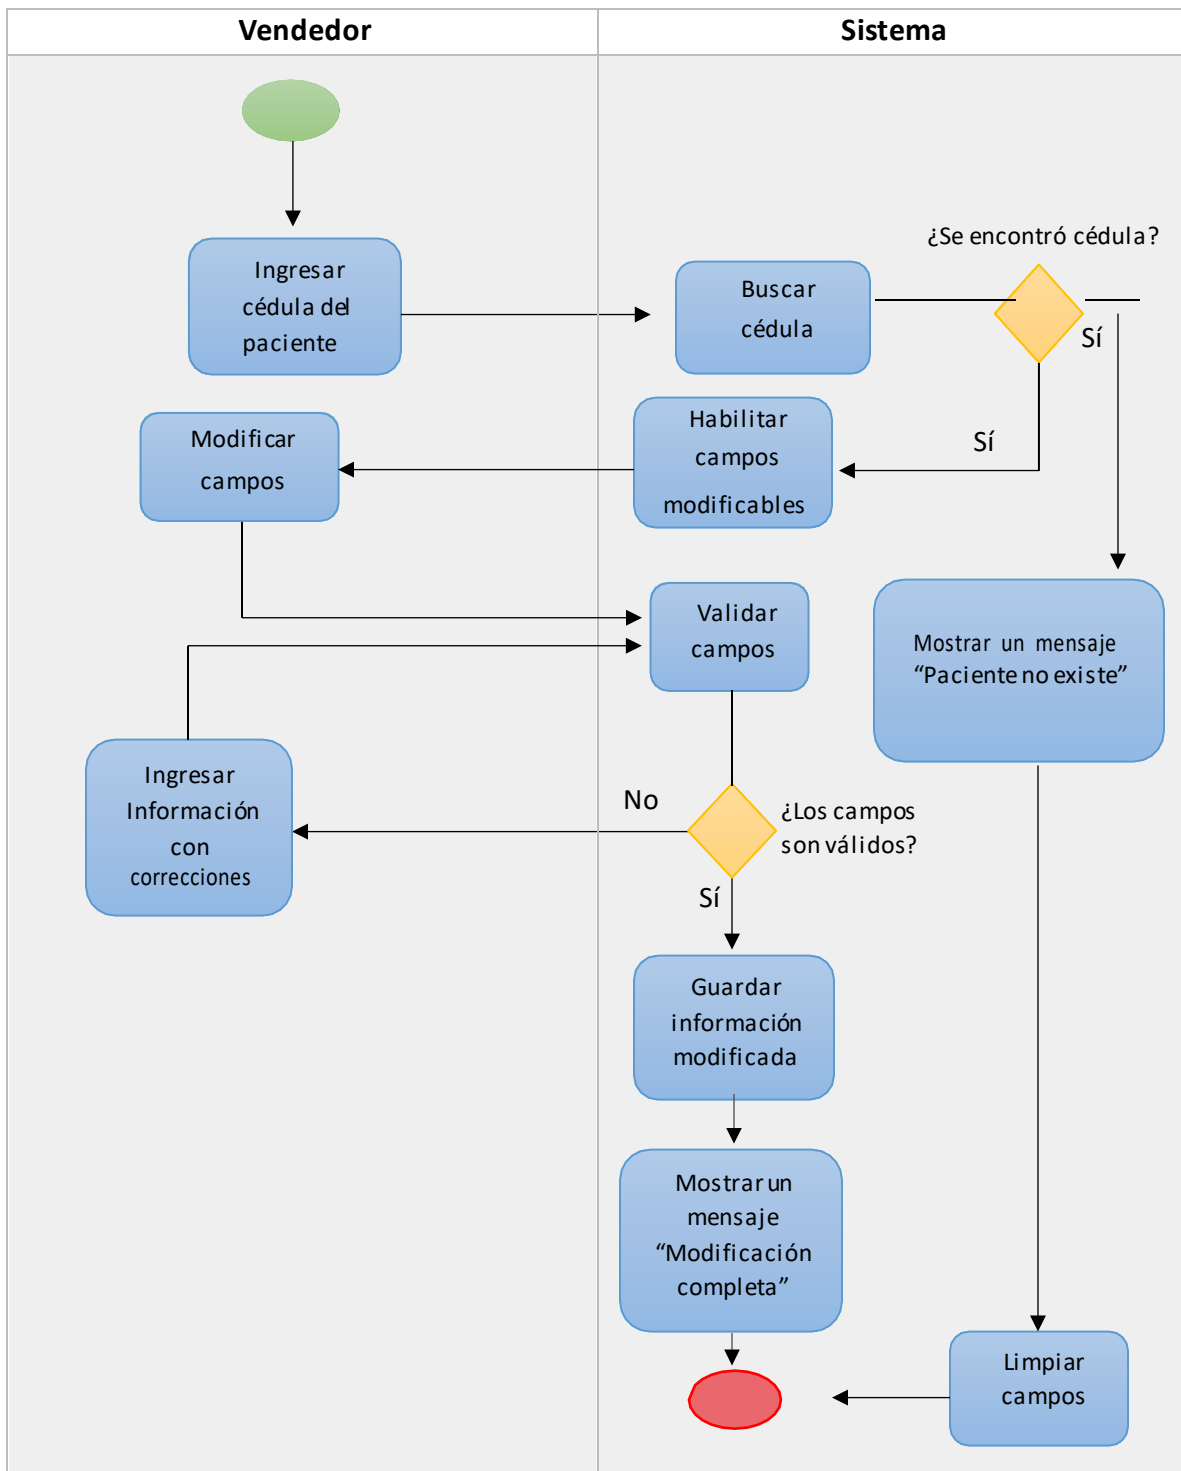 Vendedor
Sistema
¿Se encontró cédula?
Ingresar
cédula del
paciente
Buscar
cédula
Sí
Modificar
campos
Habilitar
campos
modificables
Sí
Validar
campos
Mostrar un mensaje
“Paciente no existe”
Ingresar
Información
con
correcciones
No
¿Los campos
son válidos?
Sí
Guardar
información
modificada
Mostrar un
mensaje
“Modificación
completa”
Limpiar
campos